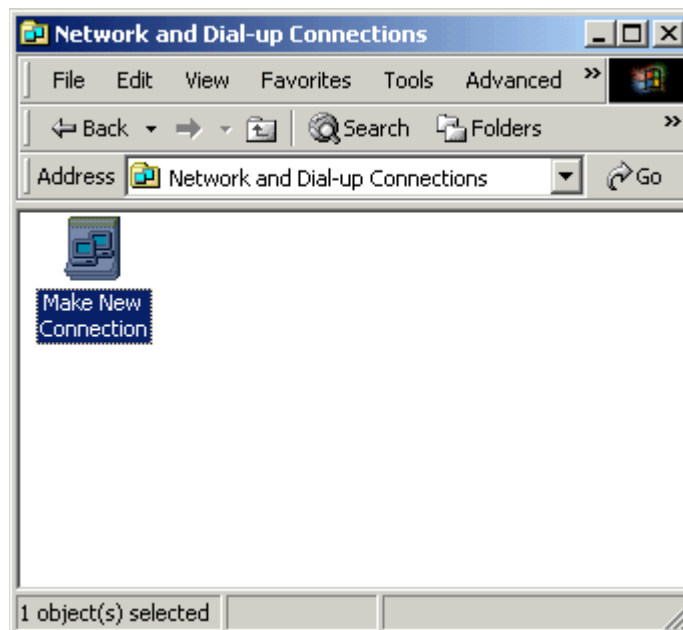 Network and Dial-up Connections
File Edit View Favorites Tools Advanced »
Back Search Folders »
Address Network and Dial-up Connections Go
Make New
Connection
1 object(s) selected